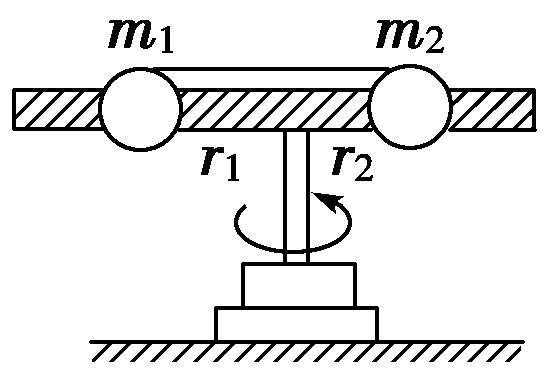 m₁ m₂
r₁ r₂